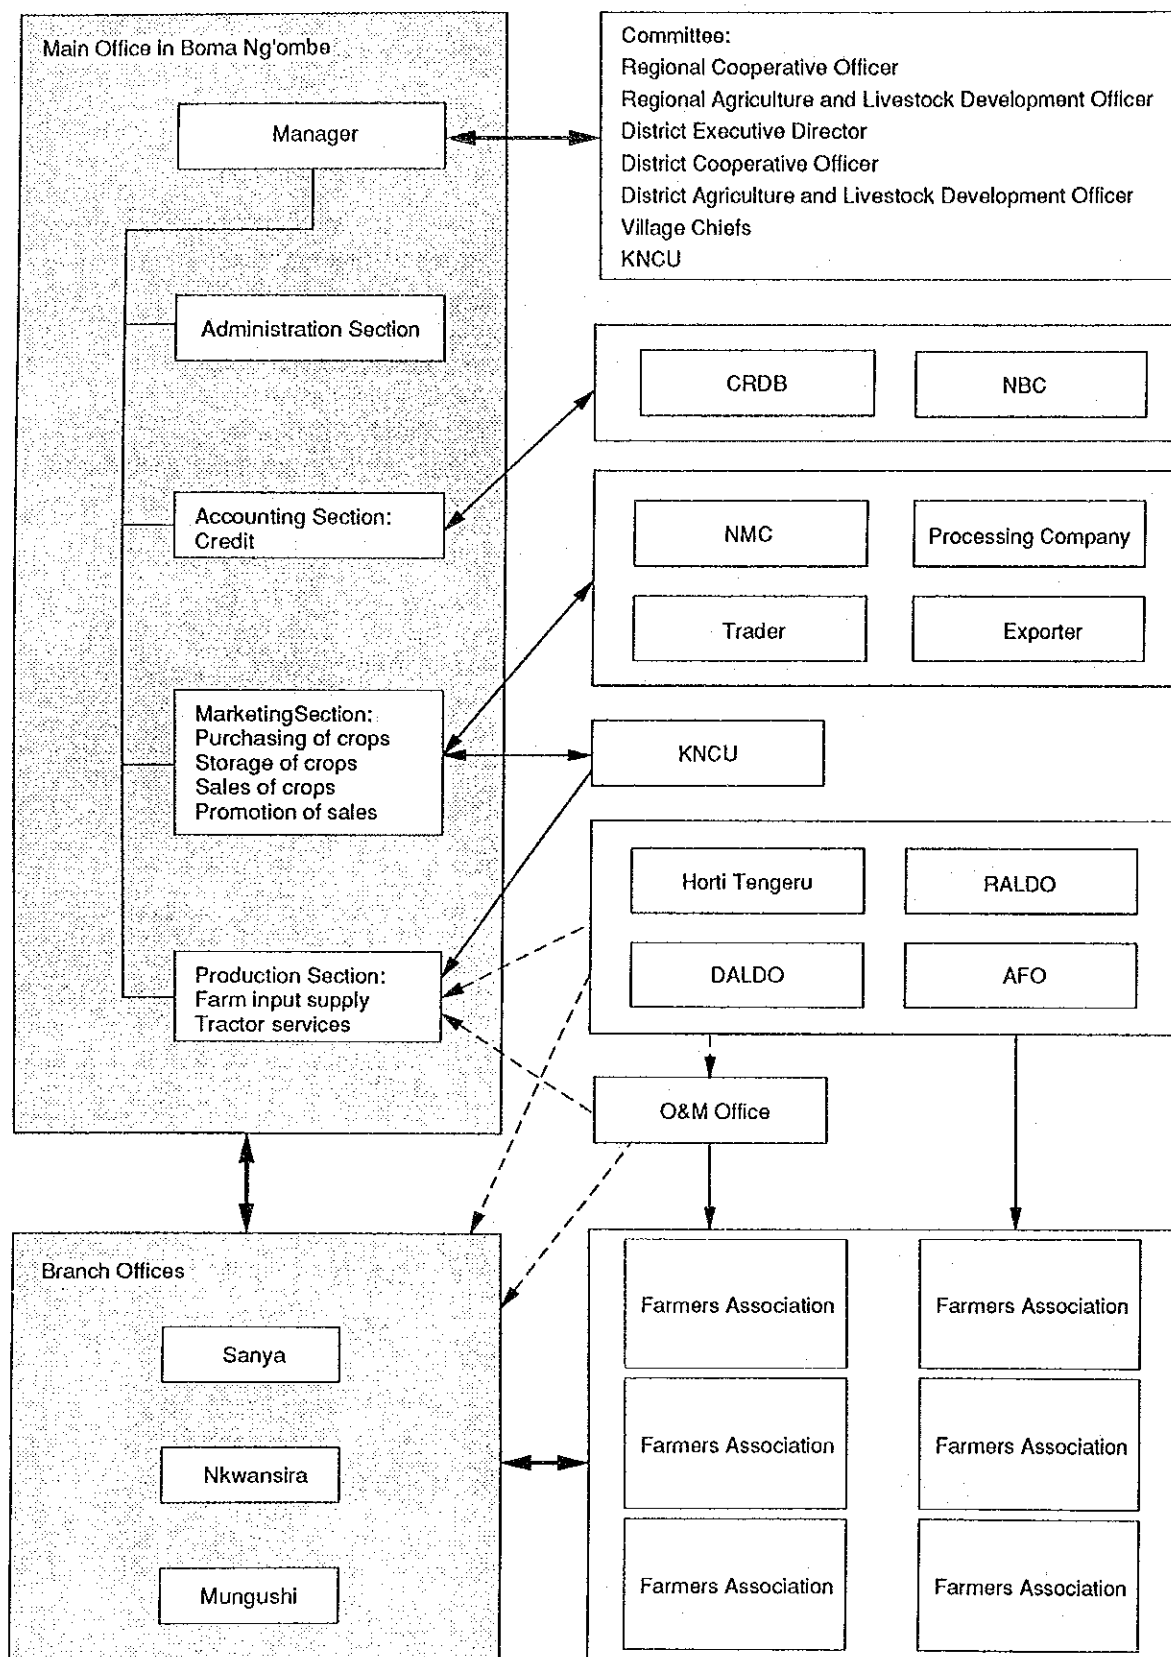 Main Office in Boma Ng'ombe
Manager
Administration Section
Accounting Section:
Credit
MarketingSection:
Purchasing of crops
Storage of crops
Sales of crops
Promotion of sales
Production Section:
Farm input supply
Tractor services
Committee:
Regional Cooperative Officer
Regional Agriculture and Livestock Development Officer
District Executive Director
District Cooperative Officer
District Agriculture and Livestock Development Officer
Village Chiefs
KNCU
CRDB
NBC
NMC
Processing Company
Trader
Exporter
KNCU
Horti Tengeru
RALDO
DALDO
AFO
O&M Office
Branch Offices
Sanya
Nkwansira
Mungushi
Farmers Association
Farmers Association
Farmers Association
Farmers Association
Farmers Association
Farmers Association